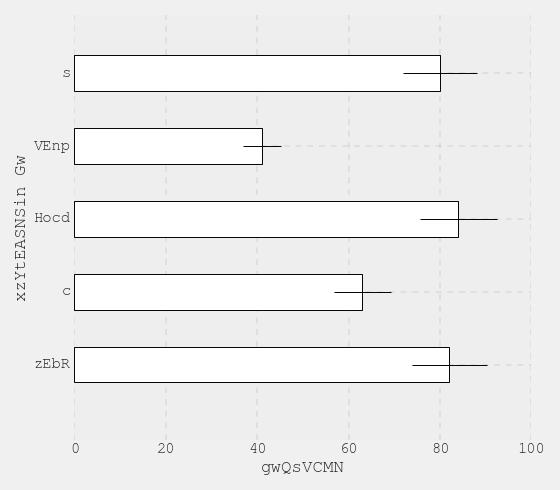 s
VEnp
Hocd
c
zEbR
xzYtEASNSin Gw
0 20 40 60 80 100
gwQsVCMN